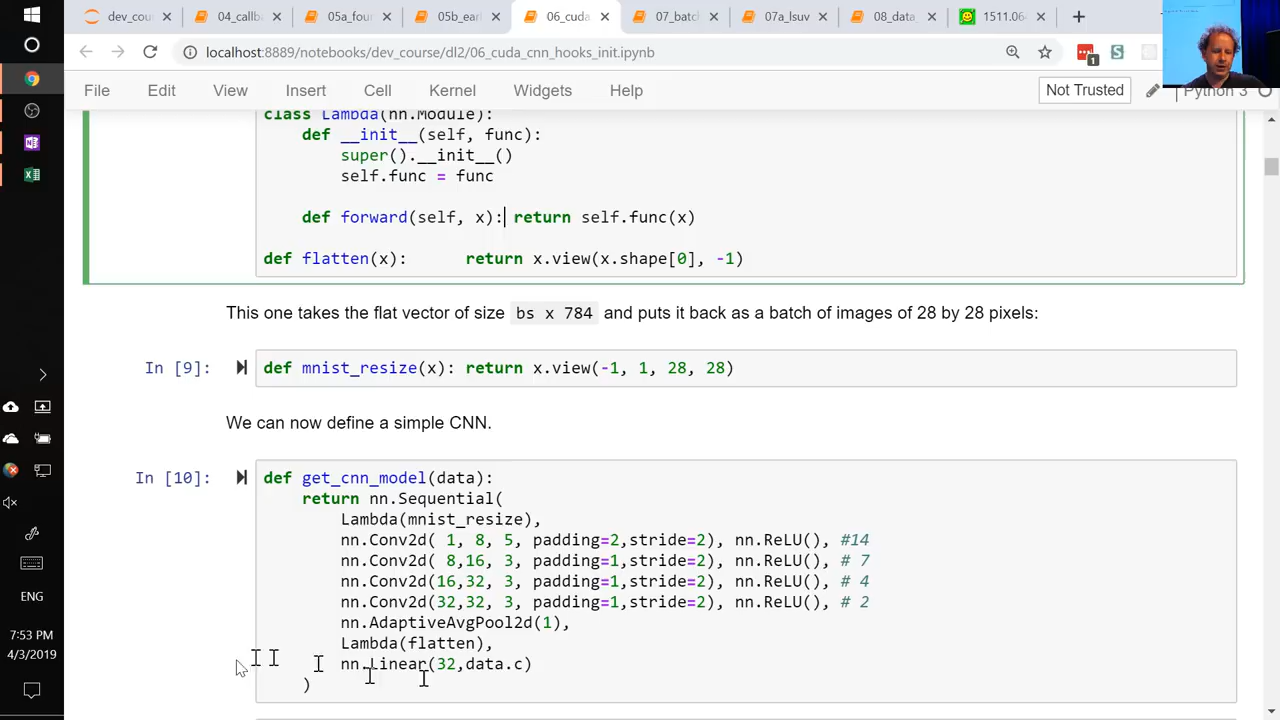 dev_cou
04_callb
05a_fou
05b_earl
06_cuda
07_batc
07a_lsuv
08_data_
1511.06
localhost:8889/notebooks/dev_course/dl2/06_cuda_cnn_hooks_init.ipynb
File Edit View Insert Cell Kernel Widgets Help
Not Trusted
Python 3
class Lambda(nn.Module):
def __init__(self, func):
super().__init__()
self.func = func
def forward(self, x): return self.func(x)
def flatten(x): return x.view(x.shape[0], -1)
This one takes the flat vector of size bs x 784 and puts it back as a batch of images of 28 by 28 pixels:
In [9]: def mnist_resize(x): return x.view(-1, 1, 28, 28)
We can now define a simple CNN.
In [10]: def get_cnn_model(data):
return nn.Sequential(
Lambda(mnist_resize),
nn.Conv2d( 1, 8, 5, padding=2,stride=2), nn.ReLU(), #14
nn.Conv2d( 8,16, 3, padding=1,stride=2), nn.ReLU(), # 7
nn.Conv2d(16,32, 3, padding=1,stride=2), nn.ReLU(), # 4
nn.Conv2d(32,32, 3, padding=1,stride=2), nn.ReLU(), # 2
nn.AdaptiveAvgPool2d(1),
Lambda(flatten),
nn.Linear(32,data.c)
)
ENG
7:53 PM
4/3/2019